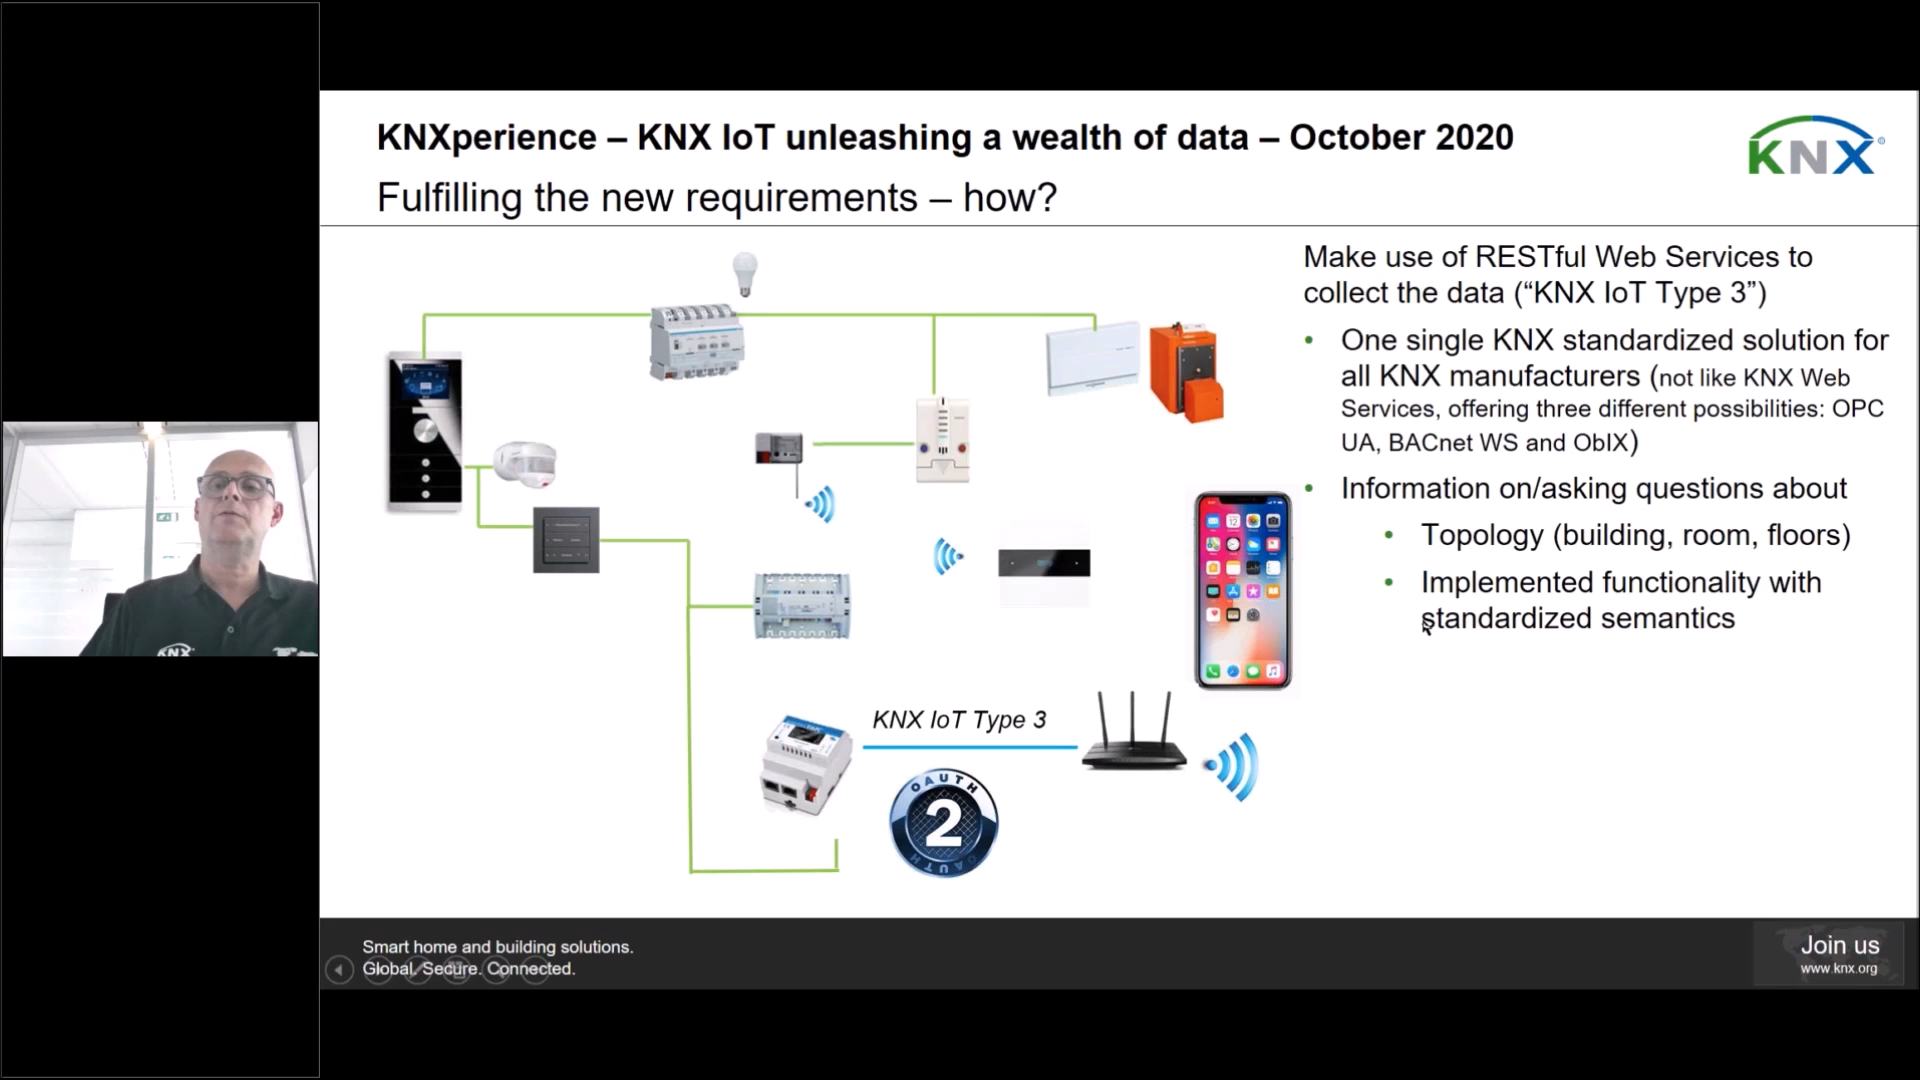 KNXperience – KNX IoT unleashing a wealth of data – October 2020
KNX
Fulfilling the new requirements – how?
Make use of RESTful Web Services to
collect the data (“KNX IoT Type 3”)
• One single KNX standardized solution for
all KNX manufacturers (not like KNX Web
Services, offering three different possibilities: OPC
UA, BACnet WS and ObIX)
• Information on/asking questions about
• Topology (building, room, floors)
• Implemented functionality with
standardized semantics
KNX IoT Type 3
OAUTH
2
OAUTH
KNX
Smart home and building solutions.
Global. Secure. Connected.
Join us
www.knx.org